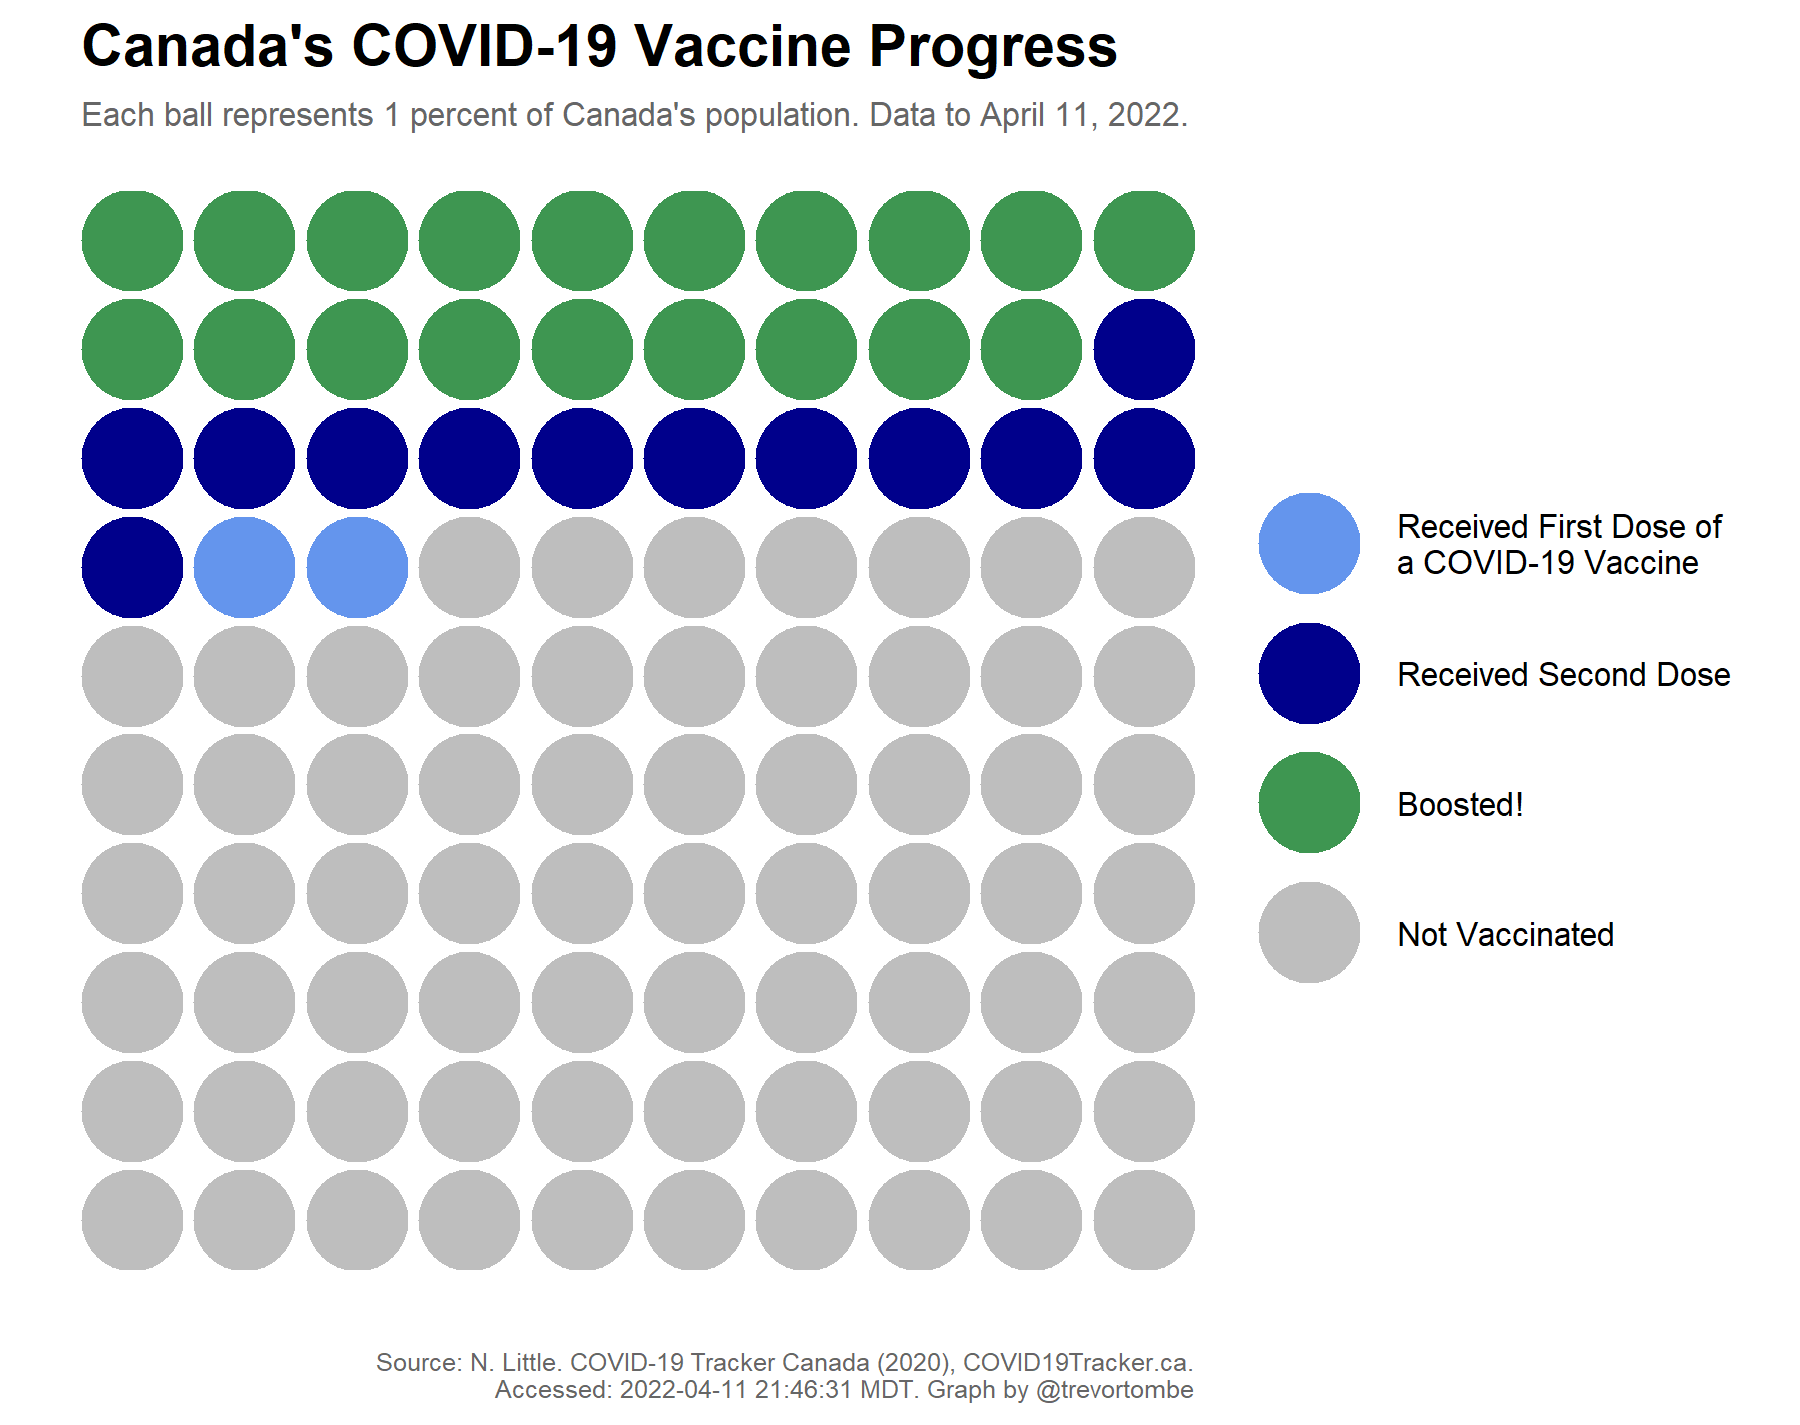 Canada's COVID-19 Vaccine Progress
Each ball represents 1 percent of Canada's population. Data to April 11, 2022.
Received First Dose of
a COVID-19 Vaccine
Received Second Dose
Boosted!
Not Vaccinated
Source: N. Little. COVID-19 Tracker Canada (2020), COVID19Tracker.ca.
Accessed: 2022-04-11 21:46:31 MDT. Graph by @trevortombe